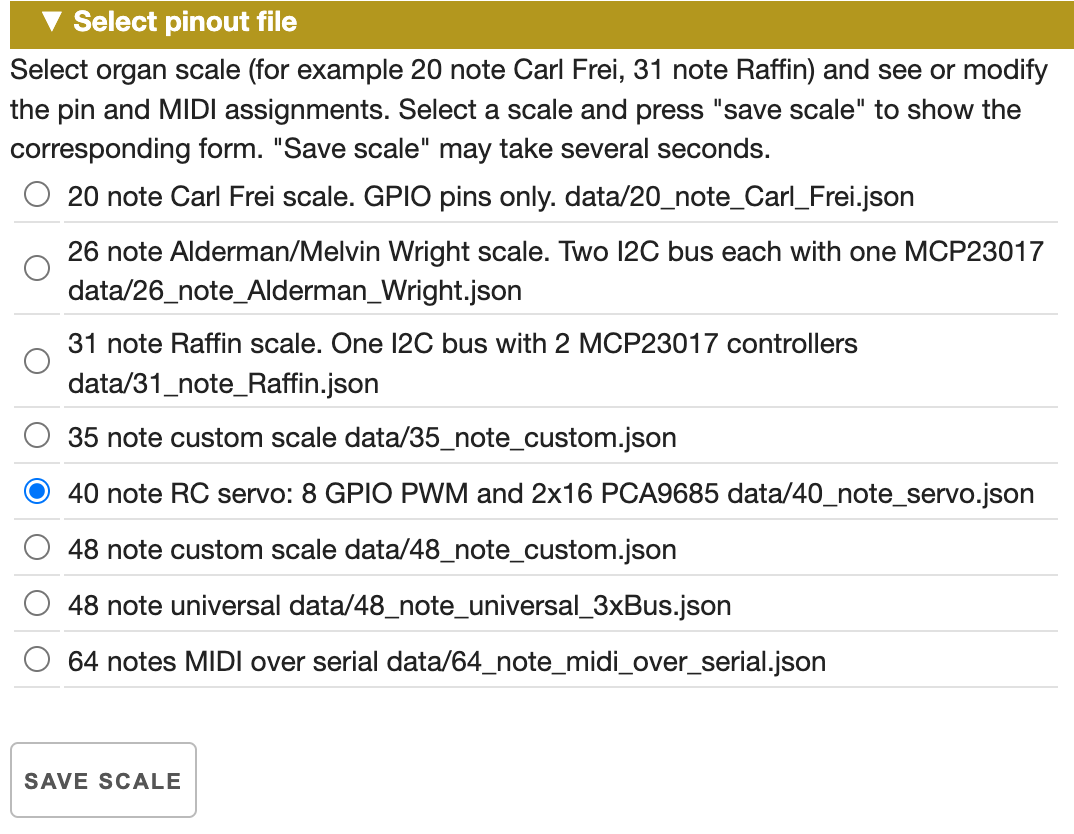 ▼ Select pinout file
Select organ scale (for example 20 note Carl Frei, 31 note Raffin) and see or modify
the pin and MIDI assignments. Select a scale and press "save scale" to show the
corresponding form. "Save scale" may take several seconds.
20 note Carl Frei scale. GPIO pins only. data/20_note_Carl_Frei.json
26 note Alderman/Melvin Wright scale. Two I2C bus each with one MCP23017
data/26_note_Alderman_Wright.json
31 note Raffin scale. One I2C bus with 2 MCP23017 controllers
data/31_note_Raffin.json
35 note custom scale data/35_note_custom.json
40 note RC servo: 8 GPIO PWM and 2x16 PCA9685 data/40_note_servo.json
48 note custom scale data/48_note_custom.json
48 note universal data/48_note_universal_3xBus.json
64 notes MIDI over serial data/64_note_midi_over_serial.json
SAVE SCALE